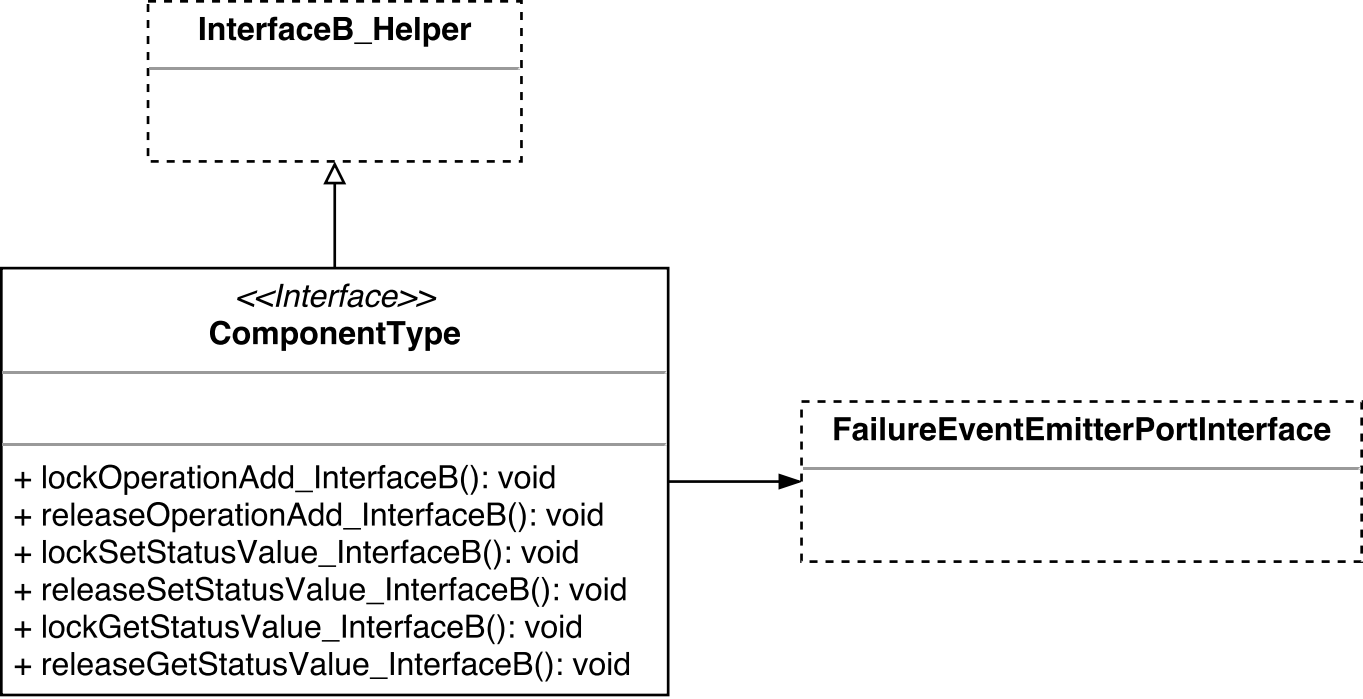 InterfaceB_Helper
<<Interface>>
ComponentType
+ lockOperationAdd_InterfaceB(): void
+ releaseOperationAdd_InterfaceB(): void
+ lockSetStatusValue_InterfaceB(): void
+ releaseSetStatusValue_InterfaceB(): void
+ lockGetStatusValue_InterfaceB(): void
+ releaseGetStatusValue_InterfaceB(): void
FailureEventEmitterPortInterface